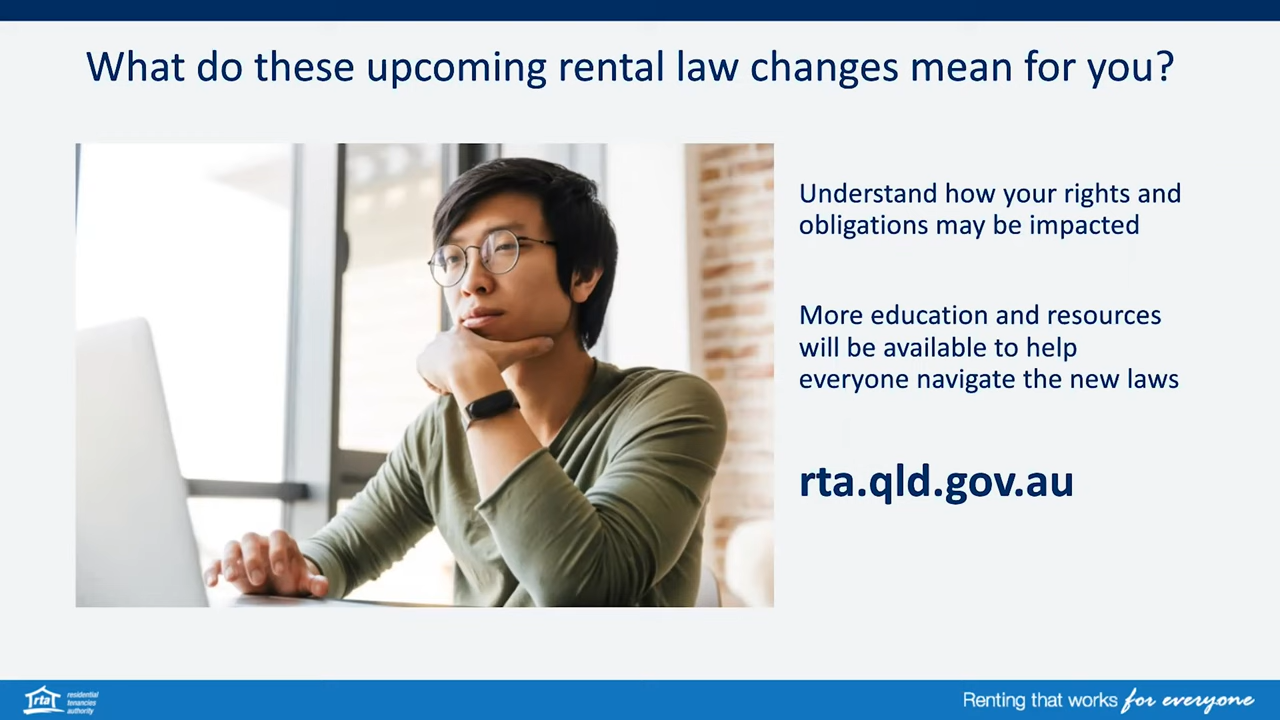 What do these upcoming rental law changes mean for you?
Understand how your rights and
obligations may be impacted
More education and resources
will be available to help
everyone navigate the new laws
rta.qld.gov.au
rta
residential
tenancies
authority
Renting that works for everyone